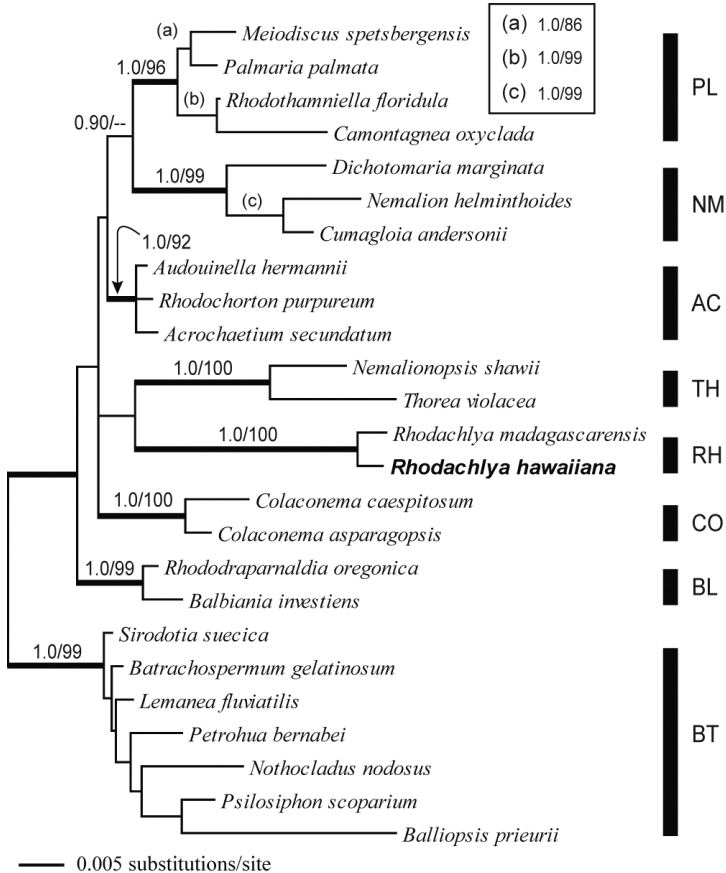 (a)
Meiodiscus spetsbergensis
(a) 1.0/86
1.0/96
Palmaria palmata
(b) 1.0/99
PL
(b)
Rhodothamniella floridula
(c) 1.0/99
0.90/--
Camontagnea oxyclada
Dichotomaria marginata
1.0/99
(c)
Nemalion helminthoides
NM
Cumagloia andersonii
1.0/92
Audouinella hermannii
Rhodochorton purpureum
AC
Acrochaetium secundatum
1.0/100
Nemalionopsis shawii
TH
Thorea violacea
1.0/100
Rhodachlya madagascarensis
RH
Rhodachlya hawaiiana
1.0/100
Colaconema caespitosum
CO
Colaconema asparagopsis
1.0/99
Rhododraparnaldia oregonica
BL
Balbiania investiens
1.0/99
Sirodotia suecica
Batrachospermum gelatinosum
Lemanea fluviatilis
Petrohua bernabei
BT
Nothocladus nodosus
Psilosiphon scoparium
Balliopsis prieurii
0.005 substitutions/site